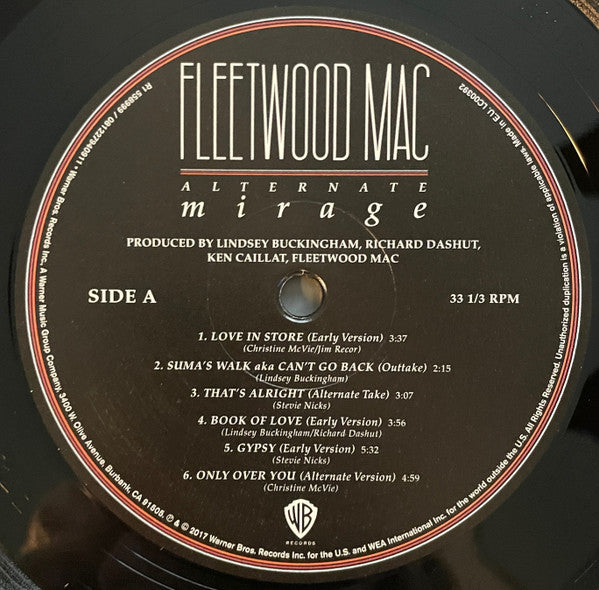 FLEETWOOD MAC
ALTERNATE
mirage
PRODUCED BY LINDSEY BUCKINGHAM, RICHARD DASHUT,
KEN CAILLAT, FLEETWOOD MAC
SIDE A
33 1/3 RPM
1. LOVE IN STORE (Early Version) 3:37
(Christine McVie/Jim Recor)
2. SUMA'S WALK aka CAN'T GO BACK (Outtake) 2:15
(Lindsey Buckingham)
3. THAT'S ALRIGHT (Alternate Take) 3:07
(Stevie Nicks)
4. BOOK OF LOVE (Early Version) 3:56
(Lindsey Buckingham/Richard Dashut)
5. GYPSY (Early Version) 5:32
(Stevie Nicks)
6. ONLY OVER YOU (Alternate Version) 4:59
(Christine McVie)
WB
RECORDS
R1 558999 / 081227940911 • Warner Bros. Records Inc., A Warner Music Group Company, 3400 W. Olive Avenue, Burbank, CA 91505. ℗ & © 2017 Warner Bros. Records Inc. for the U.S. and WEA International Inc. for the world outside the U.S. All Rights Reserved. Unauthorized duplication is a violation of applicable laws. Made in E.U. LC00392